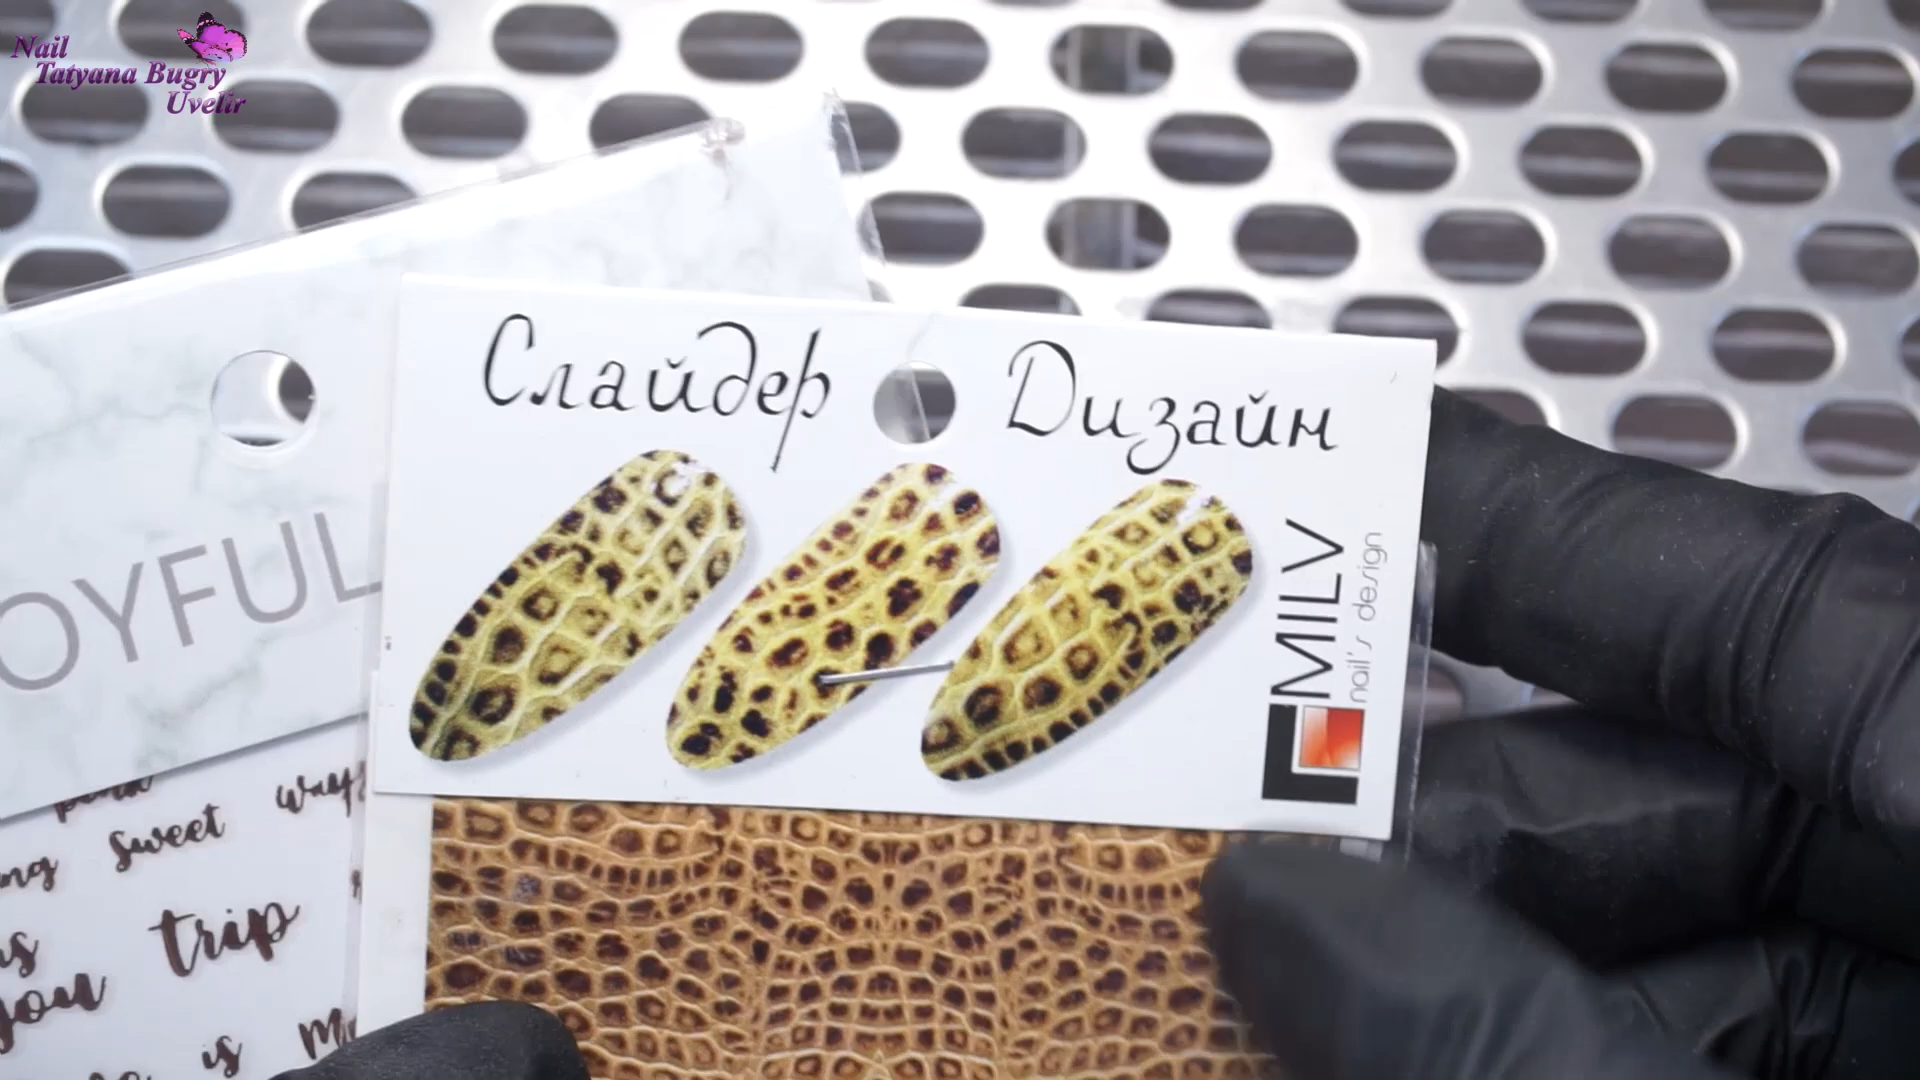 Nail
Tatyana Bugry
Uvelir
Слайдер Дизайн
MILV
nail's design
OYFUL
sweet
trip
you
is